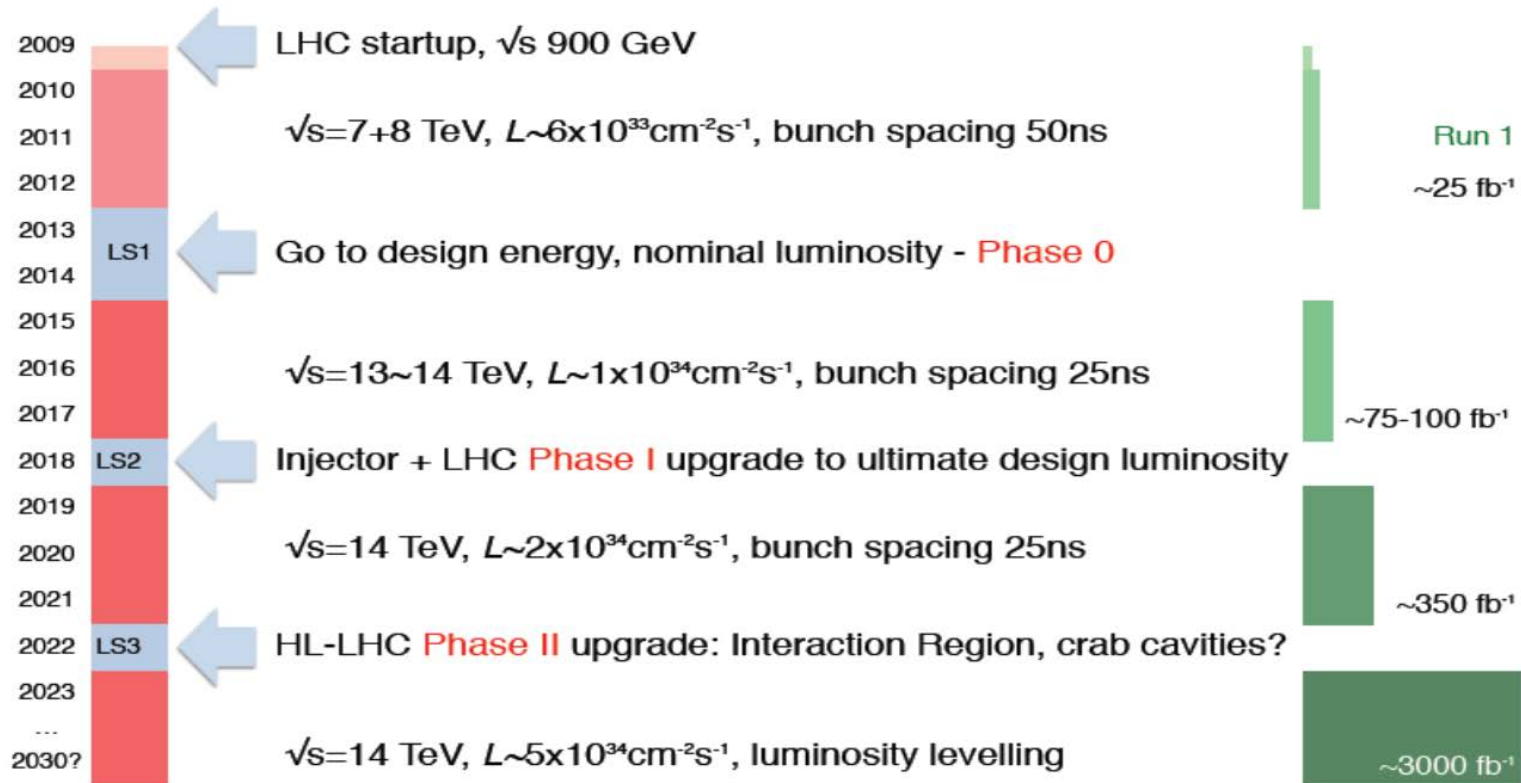 2009 LHC startup, √s 900 GeV
2010
√s=7+8 TeV, L~6x10³³cm⁻²s⁻¹, bunch spacing 50ns
2011 Run 1
2012 ~25 fb⁻¹
2013
LS1 Go to design energy, nominal luminosity - Phase 0
2014
2015
2016 √s=13~14 TeV, L~1x10³⁴cm⁻²s⁻¹, bunch spacing 25ns
2017 ~75-100 fb⁻¹
2018 LS2 Injector + LHC Phase I upgrade to ultimate design luminosity
2019
2020 √s=14 TeV, L~2x10³⁴cm⁻²s⁻¹, bunch spacing 25ns
2021 ~350 fb⁻¹
2022 LS3 HL-LHC Phase II upgrade: Interaction Region, crab cavities?
2023
...
2030? √s=14 TeV, L~5x10³⁴cm⁻²s⁻¹, luminosity levelling ~3000 fb⁻¹